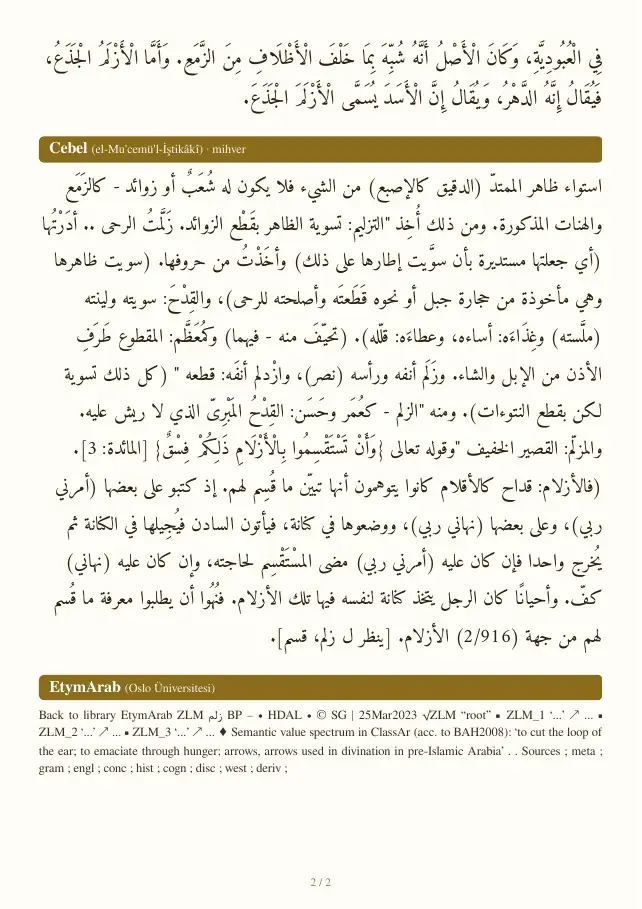 فِي الْعُبُودِيَّةِ، وَكَانَ الْأَصْلُ أَنَّهُ شُبِّهَ بِمَا خَلْفَ الْأَظْلَافِ مِنَ الزَّمَعِ. وَأَمَّا الْأَزْلَمُ الْجَذَعُ،
فَيُقَالُ إِنَّهُ الدَّهْرُ، وَيُقَالُ إِنَّ الْأَسَدَ يُسَمَّى الْأَزْلَمَ الْجَذَعَ.
Cebel (el-Mu'cemü'l-İştikâkî) · mihver
استواء ظاهر الممتدّ (الدقيق كالإصبع) من الشيء فلا يكون له شُعَبٌ أو زوائد - كالزَمَع
والهنات المذكورة. ومن ذلك أُخِذ "التزليم: تسوية الظاهر بقَطْع الزوائد. زَلَّمتُ الرحى .. أدَرْتُها
(أي جعلتها مستديرة بأن سوَّيت إطارها على ذلك) وأخَذْتُ من حروفها. (سويت ظاهرها
وهي مأخوذة من حجارة جبل أو نحوه قَطَعتَه وأصلحته للرحى)، والقِدْحَ: سويته ولينته
(ملَّسته) وغِذَاءَه: أساءه، وعطاءَه: قلّله). (تحيّفَ منه - فيهما) وكمُعَظَّم: المقطوع طَرَفِ
الأذن من الإبل والشاء. وزَلَم أنفه ورأسه (نصر)، وازْدلم أنفَه: قطعه " (كل ذلك تسوية
لكن بقطع النتوءات). ومنه "الزلم - كعُمَر وحَسَن: القِدْحُ المَبْرِىّ الذي لا ريش عليه.
والمزلّم: القصير الخفيف "وقوله تعالى {وَأَنْ تَسْتَقْسِمُوا بِالْأَزْلَامِ ذَلِكُمْ فِسْقٌ} [المائدة: 3].
(فالأزلام: قداح كالأقلام كانوا يتوهمون أنها تبيّن ما قُسِم لهم. إذ كتبو على بعضها (أمرني
ربي)، وعلى بعضها (نهاني ربي)، ووضعوها في كنانة، فيأتون السادن فيُجِيلها في الكنانة ثم
يُخرج واحدا فإن كان عليه (أمرني ربي) مضى المسْتَقْسِم لحاجته، وإن كان عليه (نهاني)
كفّ. وأحيانًا كان الرجل يتخذ كنانة لنفسه فيها تلك الأزلام. فنُهُوا أن يطلبوا معرفة ما قُسم
لهم من جهة (2/916) الأزلام. [ينظر ل زلم، قسم].
EtymArab (Oslo Üniversitesi)
Back to library EtymArab ZLM زلم BP – • HDAL • © SG | 25Mar2023 √ZLM “root” ▪ ZLM_1 ‘...’ ↗ ... ▪
ZLM_2 ‘...’ ↗ ... ▪ ZLM_3 ‘...’ ↗ ... ♦ Semantic value spectrum in ClassAr (acc. to BAH2008): ‘to cut the loop of
the ear; to emaciate through hunger; arrows, arrows used in divination in pre-Islamic Arabia’ . . Sources ; meta ;
gram ; engl ; conc ; hist ; cogn ; disc ; west ; deriv ;
2 / 2